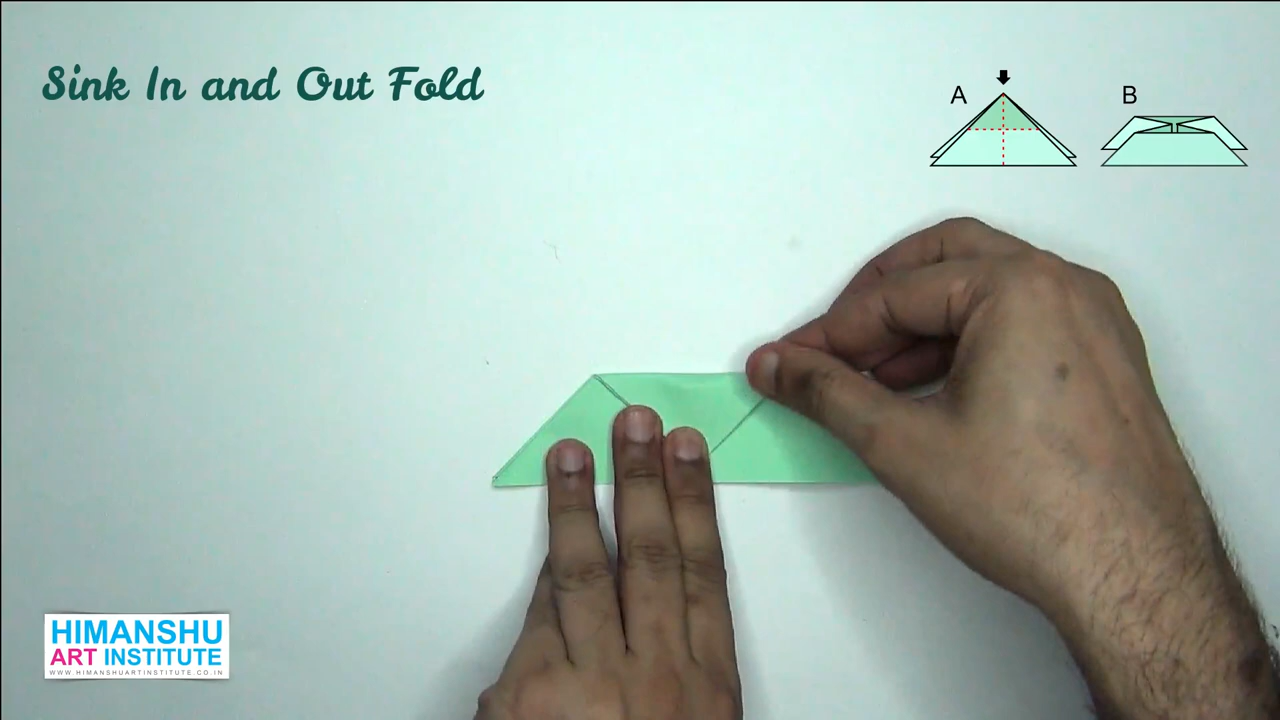 Sink In and Out Fold
A
B
HIMANSHU
ART INSTITUTE
WWW.HIMANSHUARTINSTITUTE.CO.IN